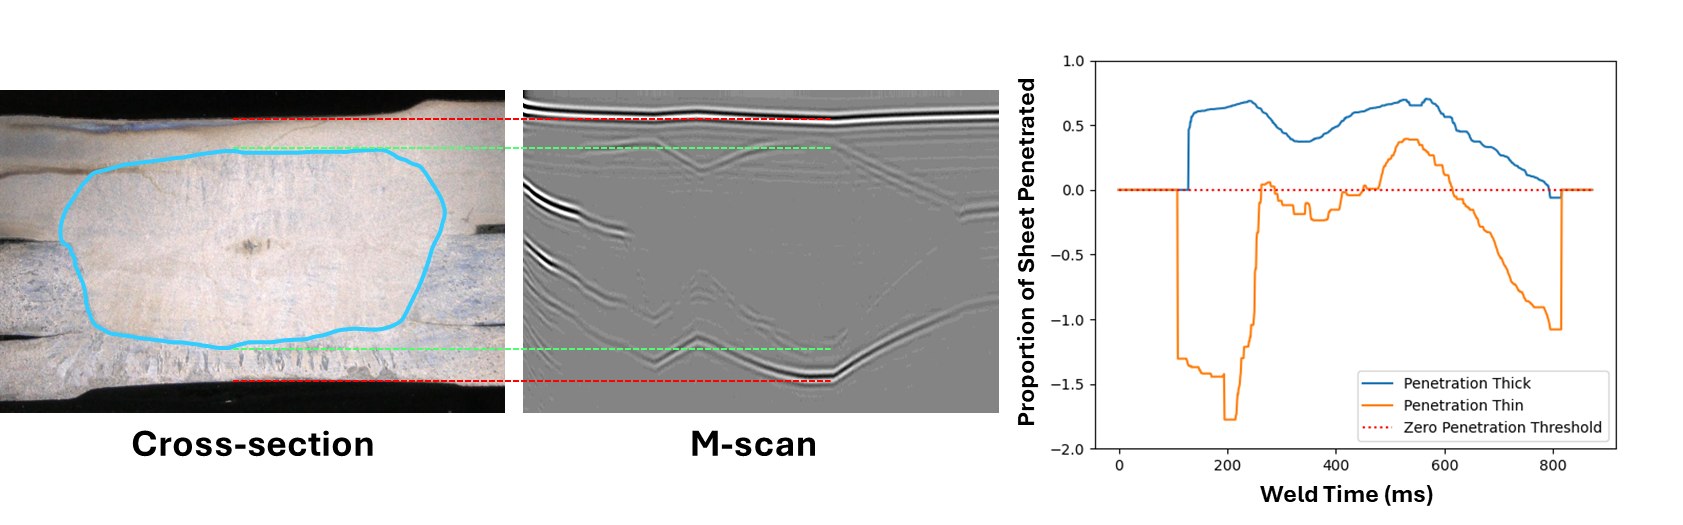 Cross-section
M-scan
Proportion of Sheet Penetrated
1.0
0.5
0.0
−0.5
−1.0
−1.5
−2.0
0 200 400 600 800
Weld Time (ms)
Penetration Thick
Penetration Thin
Zero Penetration Threshold